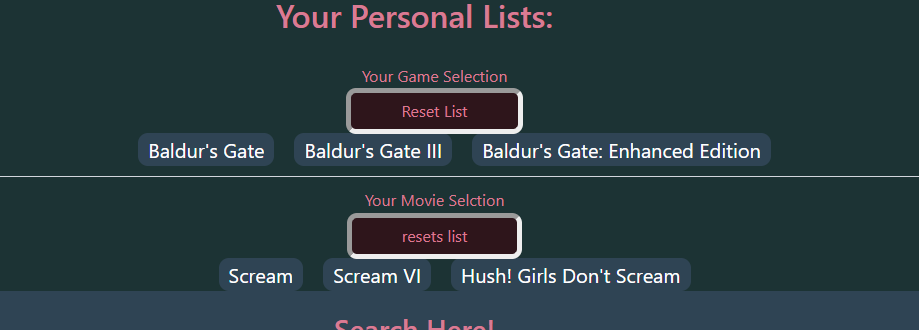 Your Personal Lists:
Your Game Selection
Reset List
Baldur's Gate Baldur's Gate III Baldur's Gate: Enhanced Edition
Your Movie Selction
resets list
Scream Scream VI Hush! Girls Don't Scream
Search Here!